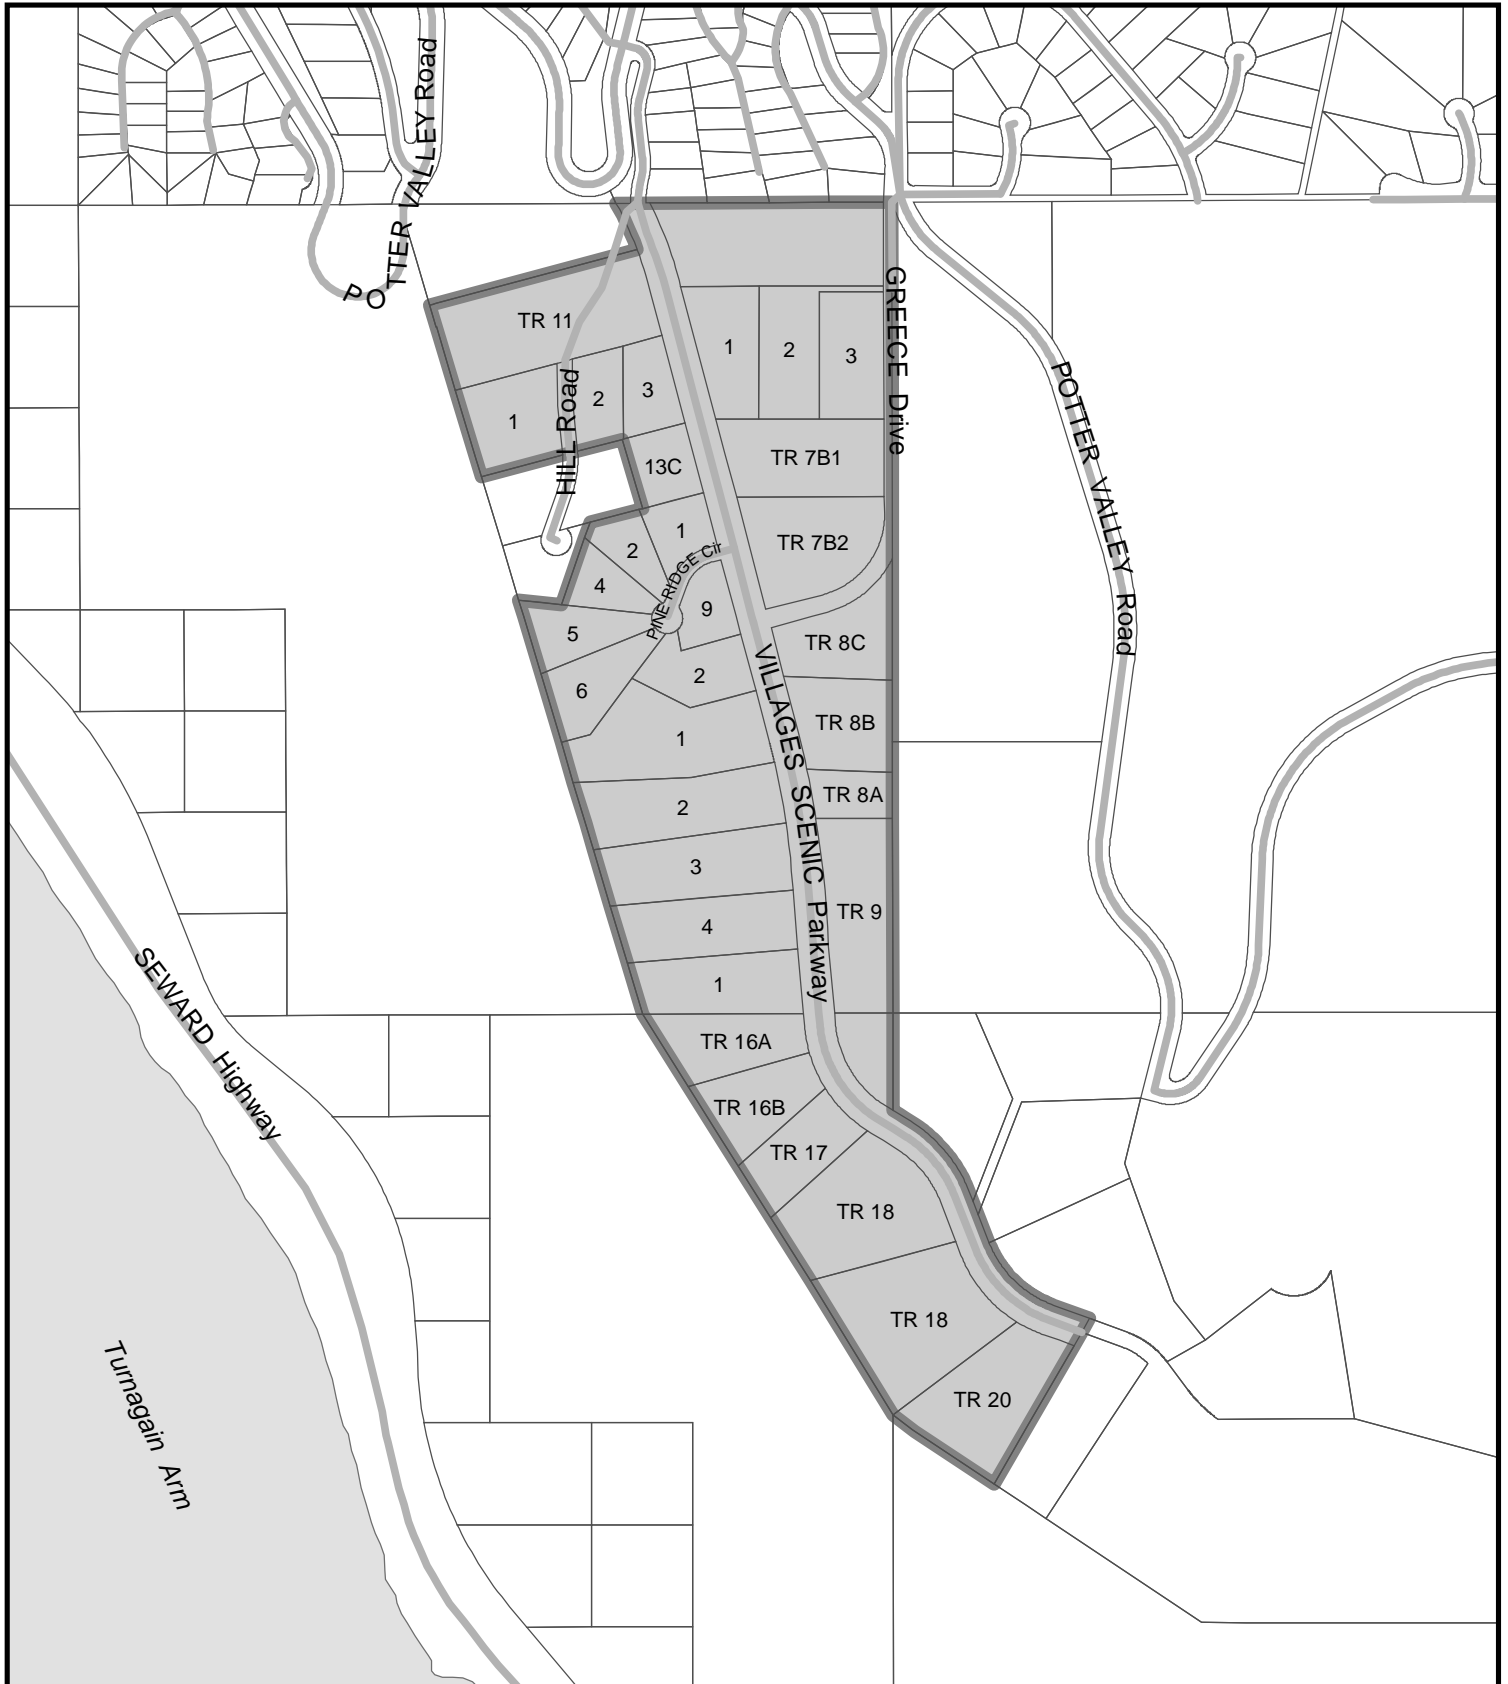 POTTER VALLEY Road
TR 11
1
2
3
GREECE Drive
1
2
3
HILL Road
13C
TR 7B1
POTTER VALLEY Road
1
2
TR 7B2
4
PINE RIDGE Cir
9
5
TR 8C
6
2
VILLAGES SCENIC Parkway
TR 8B
1
2
TR 8A
3
TR 9
4
1
SEWARD Highway
TR 16A
TR 16B
TR 17
TR 18
TR 18
TR 20
Turnagain Arm